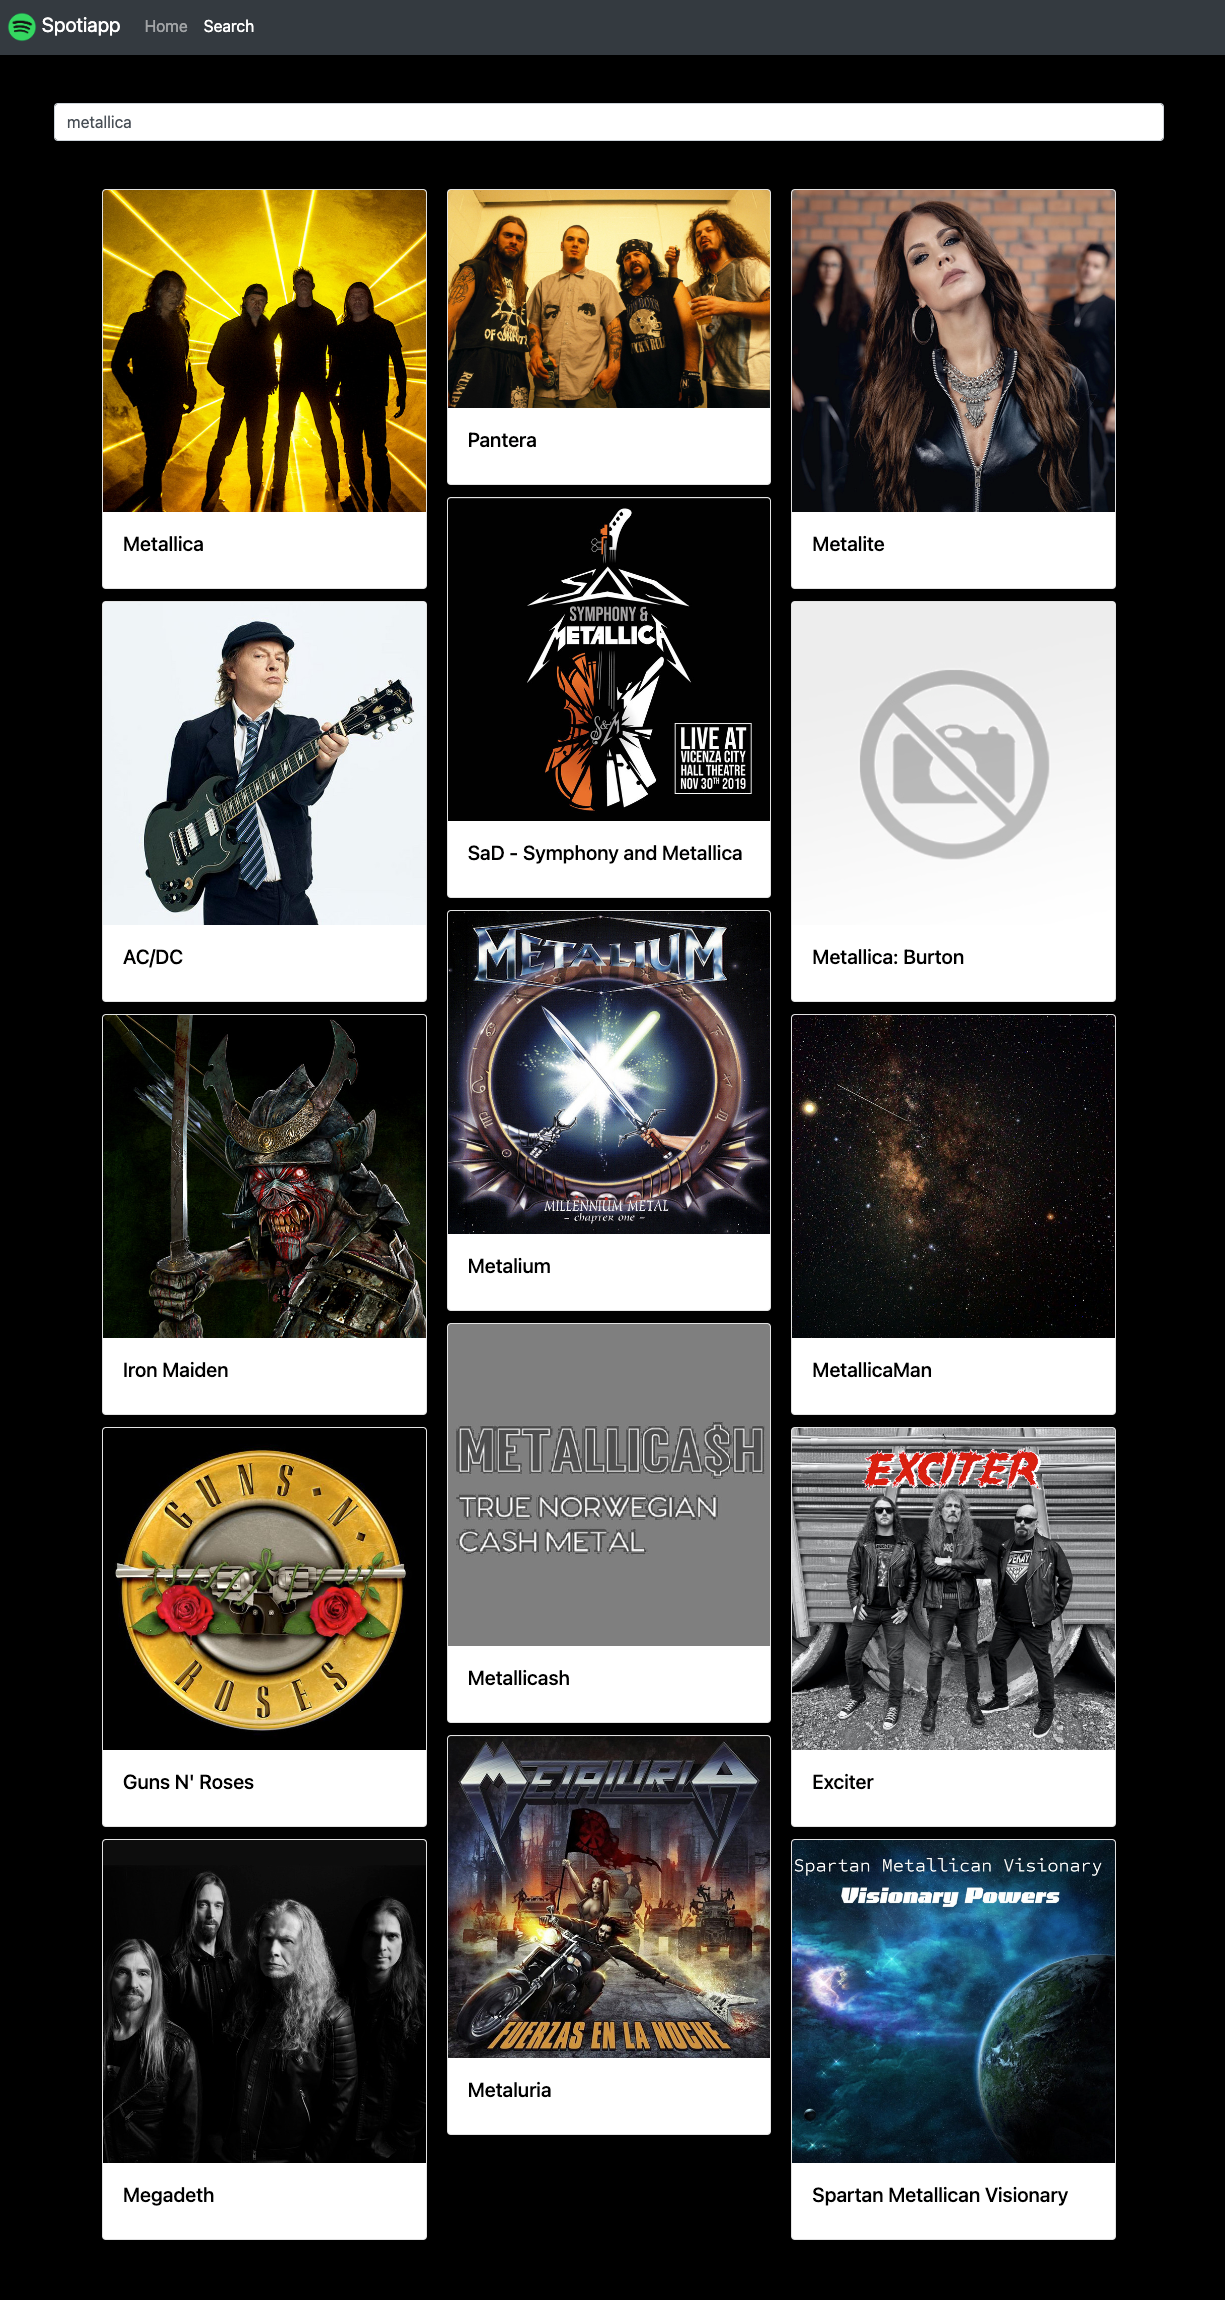 Spotiapp
Home
Search
metallica
Metallica
AC/DC
Iron Maiden
GUNS · N ·
ROSES
Guns N' Roses
Megadeth
OF
Pantera
SAD
SYMPHONY &
METALLICA
S&M
LIVE AT
VICENZA CITY
HALL THEATRE
NOV 30TH 2019
SaD - Symphony and Metallica
METALIUM
MILLENNIUM METAL
- chapter one -
Metalium
METALLICA$H
TRUE NORWEGIAN
CASH METAL
Metallicash
METALURIA
FUERZAS EN LA NOCHE
Metaluria
Metalite
Metallica: Burton
MetallicaMan
EXCITER
Exciter
Spartan Metallican Visionary
Visionary Powers
Spartan Metallican Visionary